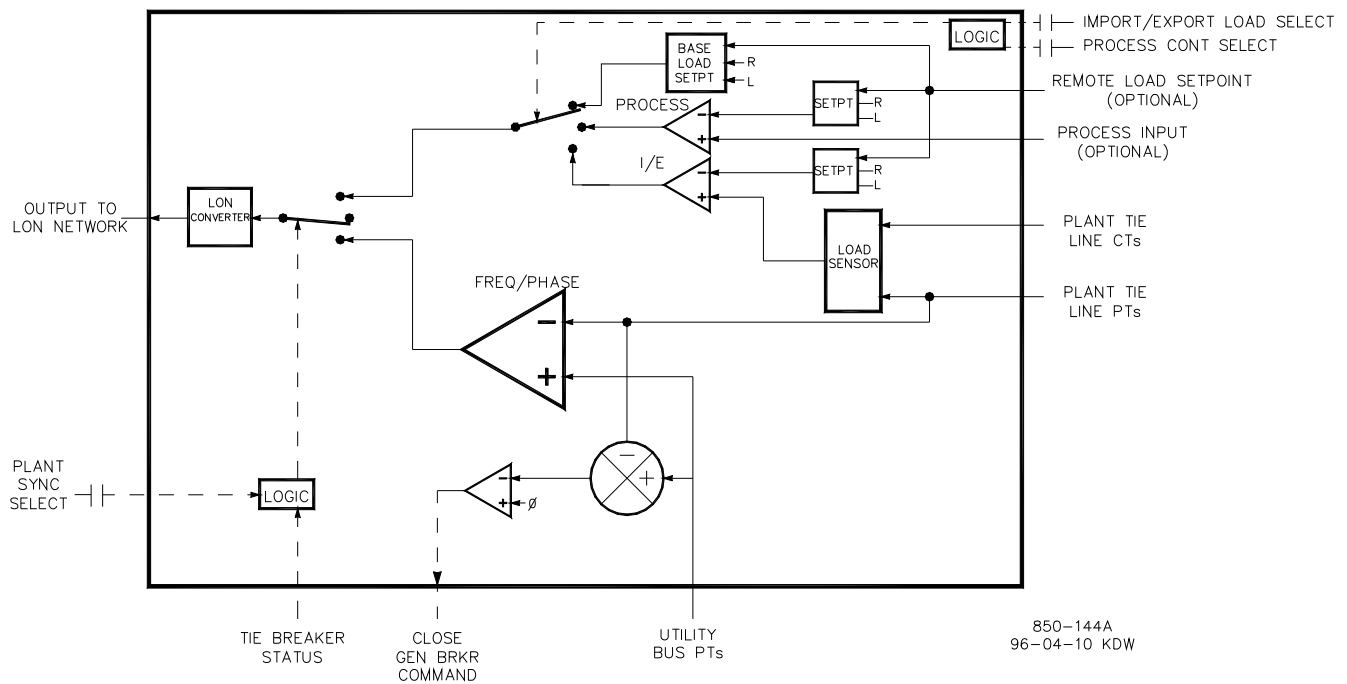 IMPORT/EXPORT LOAD SELECT
LOGIC
PROCESS CONT SELECT
BASE
LOAD
SETPT
R
L
REMOTE LOAD SETPOINT
(OPTIONAL)
PROCESS
SETPT
R
L
-
+
PROCESS INPUT
(OPTIONAL)
I/E
SETPT
R
L
-
+
OUTPUT TO
LON NETWORK
LON
CONVERTER
LOAD
SENSOR
PLANT TIE
LINE CTs
PLANT TIE
LINE PTs
FREQ/PHASE
-
+
PLANT
SYNC
SELECT
LOGIC
-
+
Ø
-
+
TIE BREAKER
STATUS
CLOSE
GEN BRKR
COMMAND
UTILITY
BUS PTs
850-144A
96-04-10 KDW